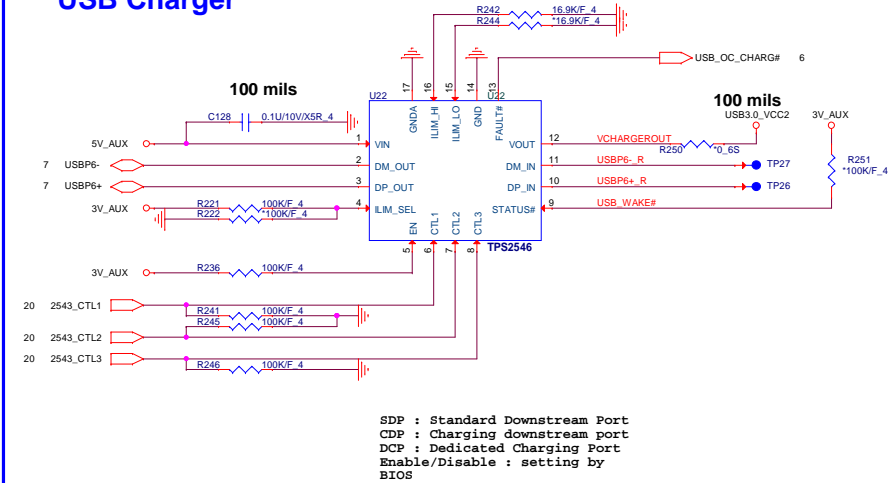 USB Charger
R242 16.9K/F_4
R244 *16.9K/F_4
USB_OC_CHARG# 6
100 mils
U22
U22
17 16 15 14 13
GNDA ILIM_HI ILIM_LO GND FAULT#
100 mils
USB3.0_VCC2 3V_AUX
C128 0.1U/10V/X5R_4
5V_AUX 1 VIN VOUT 12 VCHARGEROUT
R250 *0_6S
R251
*100K/F_4
7 USBP6- 2 DM_OUT DM_IN 11 USBP6-_R TP27
7 USBP6+ 3 DP_OUT DP_IN 10 USBP6+_R TP26
3V_AUX R221 100K/F_4 4 ILIM_SEL STATUS# 9 USB_WAKE#
R222 *100K/F_4
EN CTL1 CTL2 CTL3
TPS2546
5 6 7 8
3V_AUX R236 100K/F_4
20 2543_CTL1
R241 100K/F_4
R245 100K/F_4
20 2543_CTL2
20 2543_CTL3
R246 100K/F_4
SDP : Standard Downstream Port
CDP : Charging downstream port
DCP : Dedicated Charging Port
Enable/Disable : setting by
BIOS